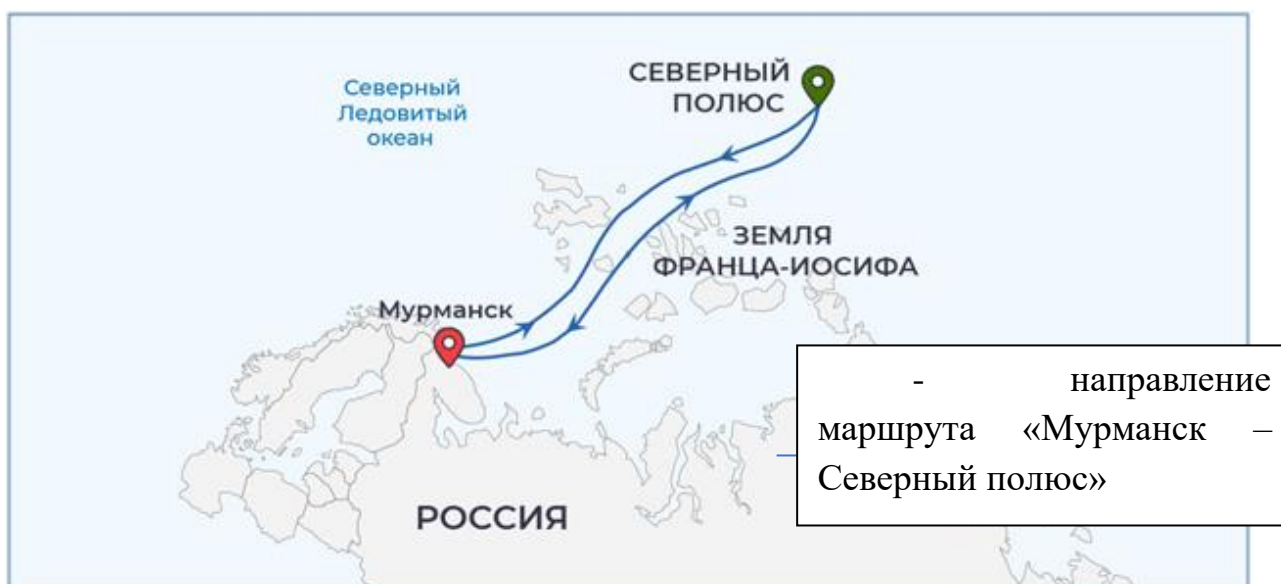 СЕВЕРНЫЙ
ПОЛЮС
Северный
Ледовитый
океан
ЗЕМЛЯ
ФРАНЦА-ИОСИФА
Мурманск
- направление
маршрута «Мурманск –
Северный полюс»
РОССИЯ